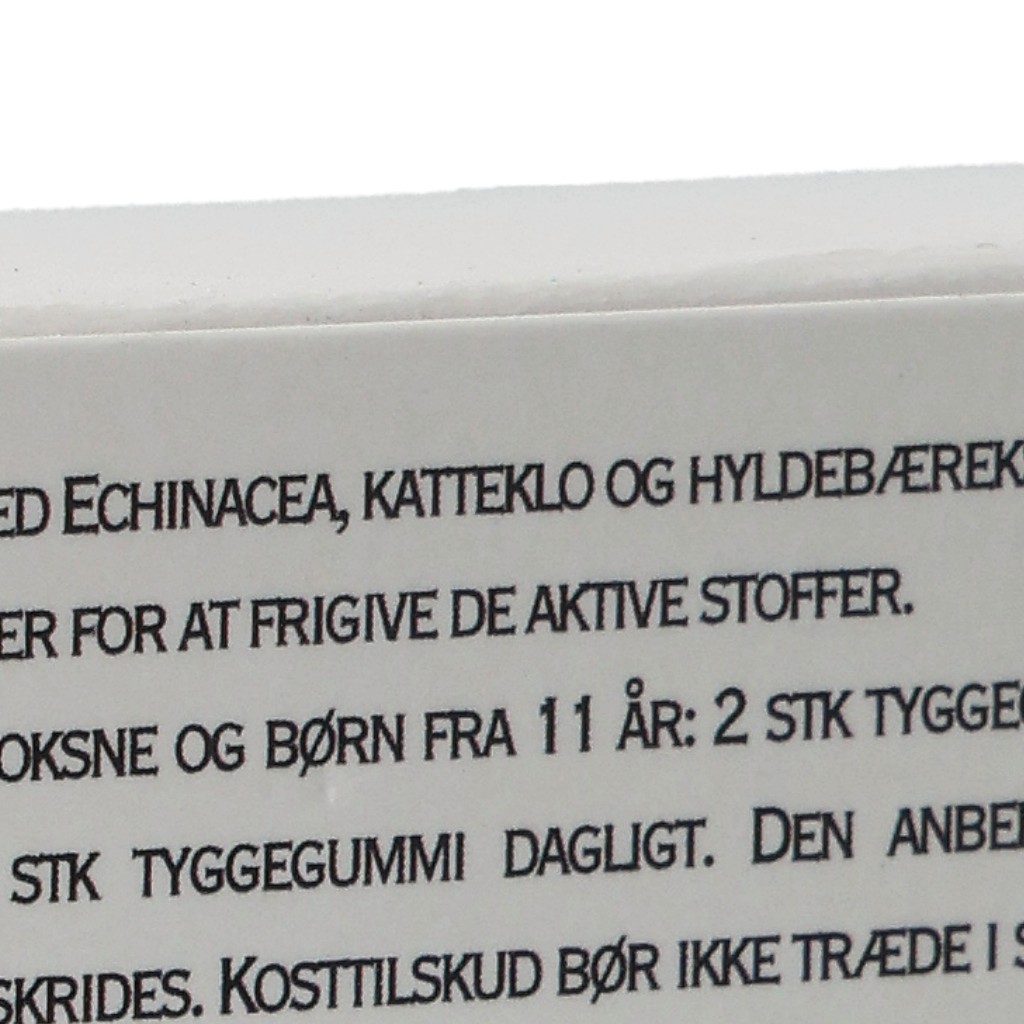 ED ECHINACEA, KATTEKLO OG HYLDEBÆREK
ER FOR AT FRIGIVE DE AKTIVE STOFFER.
OKSNE OG BØRN FRA 11 ÅR: 2 STK TYGGEG
STK TYGGEGUMMI DAGLIGT. DEN ANBE
SKRIDES. KOSTTILSKUD BØR IKKE TRÆDE I S